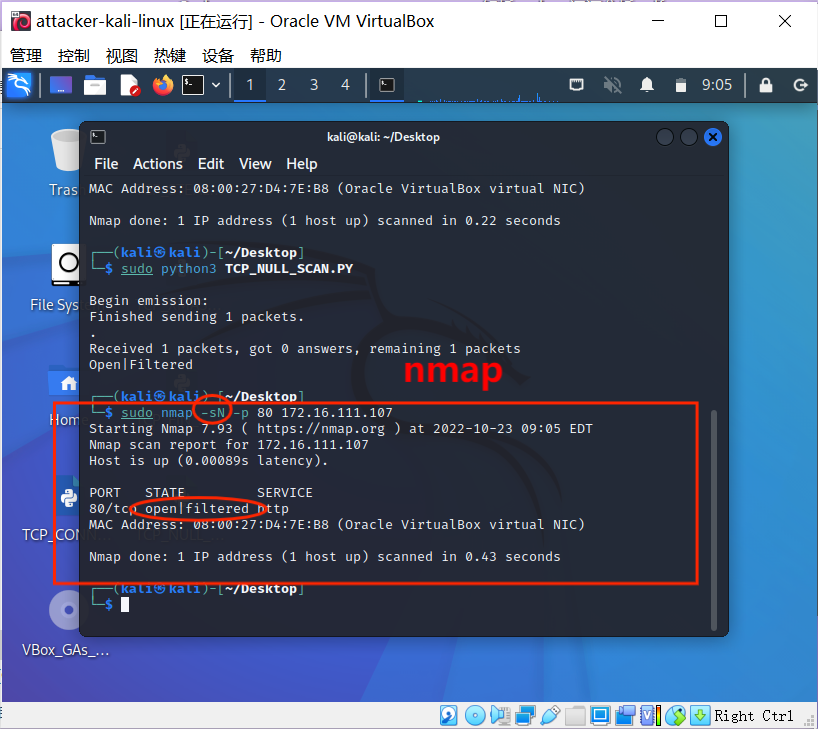 attacker-kali-linux [正在运行] - Oracle VM VirtualBox
管理 控制 视图 热键 设备 帮助
1 2 3 4 9:05
kali@kali: ~/Desktop
File Actions Edit View Help
Tras
File Sys
Hom
TCP_CON
VBox_GAs_...
MAC Address: 08:00:27:D4:7E:B8 (Oracle VirtualBox virtual NIC)
Nmap done: 1 IP address (1 host up) scanned in 0.22 seconds
┌──(kali㉿kali)-[~/Desktop]
└─$ sudo python3 TCP_NULL_SCAN.PY
Begin emission:
Finished sending 1 packets.
.
Received 1 packets, got 0 answers, remaining 1 packets
Open|Filtered
nmap
┌──(kali㉿kali)-[~/Desktop]
└─$ sudo nmap -sN -p 80 172.16.111.107
Starting Nmap 7.93 ( https://nmap.org ) at 2022-10-23 09:05 EDT
Nmap scan report for 172.16.111.107
Host is up (0.00089s latency).
PORT STATE SERVICE
80/tcp open|filtered http
MAC Address: 08:00:27:D4:7E:B8 (Oracle VirtualBox virtual NIC)
Nmap done: 1 IP address (1 host up) scanned in 0.43 seconds
┌──(kali㉿kali)-[~/Desktop]
└─$
Right Ctrl